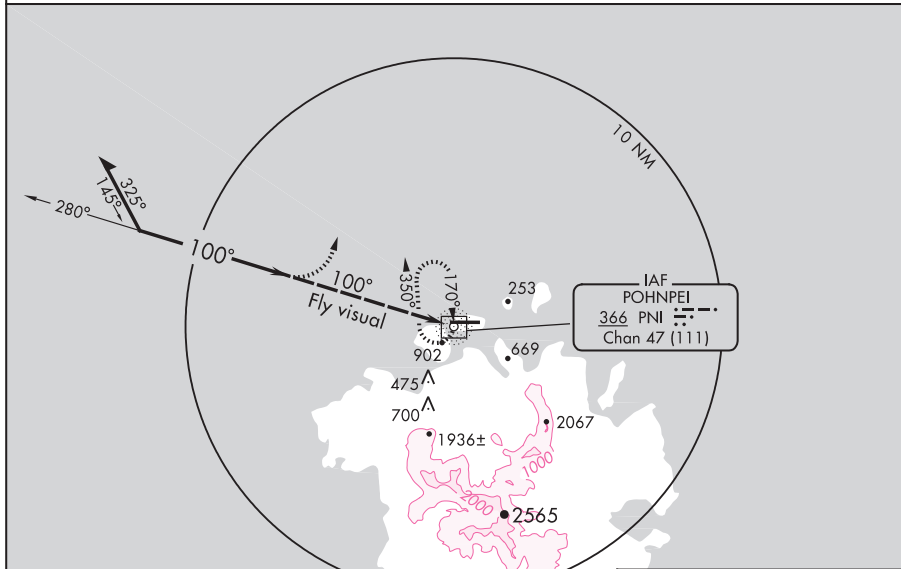 10 NM
325°
145°
280°
100°
100°
Fly visual
350°
170°
253
IAF
POHNPEI
366 PNI
Chan 47 (111)
902
669
475
700
1936±
2067
1000
2000
2565